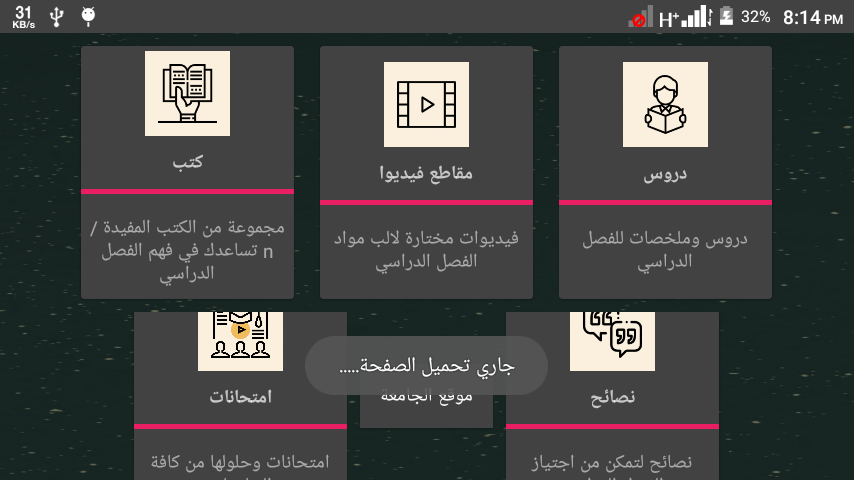 31
KB/s
H+
32%
8:14 PM
دروس
دروس وملخصات للفصل
الدراسي
مقاطع فيديوا
فيديوات مختارة لالب مواد
الفصل الدراسي
كتب
مجموعة من الكتب المفيدة /
n تساعدك في فهم الفصل
الدراسي
نصائح
نصائح لتمكن من اجتياز
جاري تحميل الصفحة.....
موقع الجامعة
امتحانات
امتحانات وحلولها من كافة